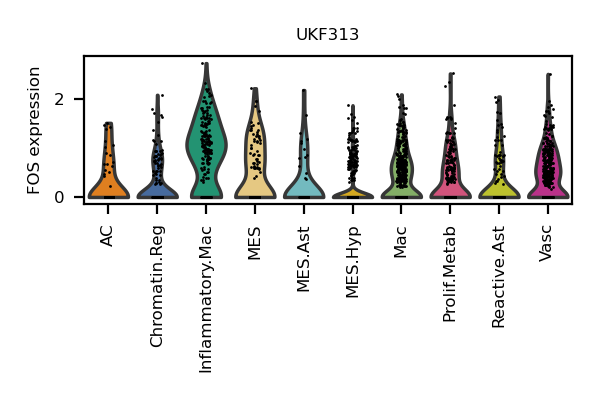 UKF313
FOS expression
2
0
AC
Chromatin.Reg
Inflammatory.Mac
MES
MES.Ast
MES.Hyp
Mac
Prolif.Metab
Reactive.Ast
Vasc